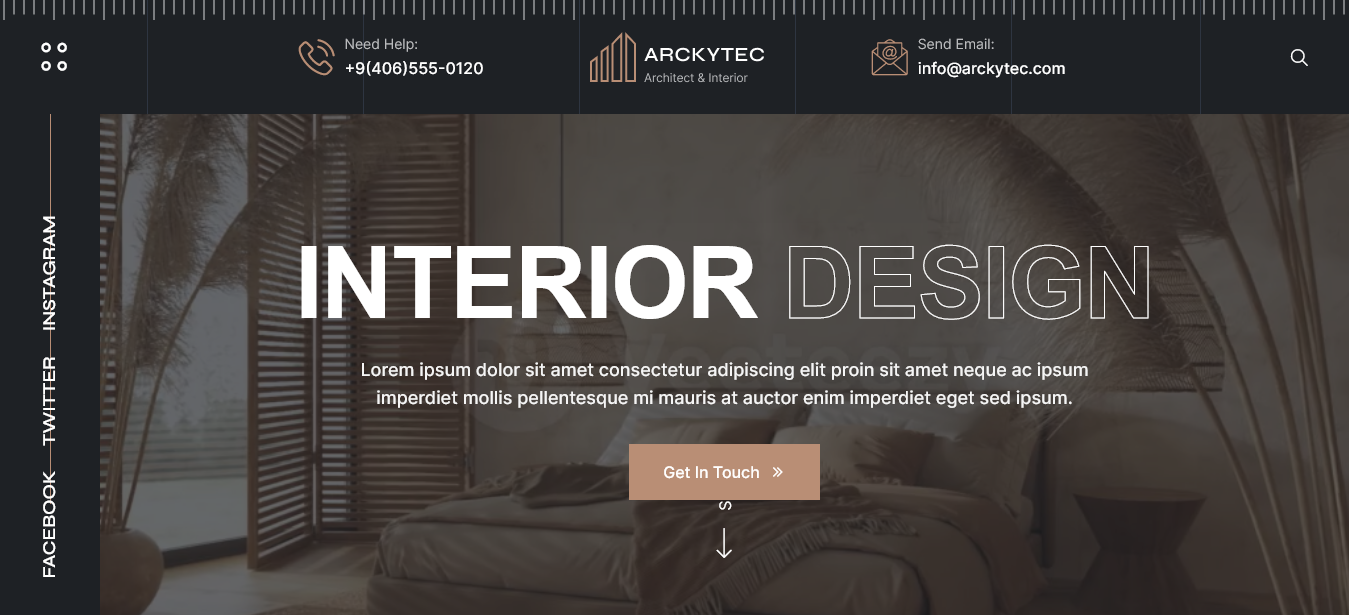 Need Help:
+9(406)555-0120
ARCKYTEC
Architect & Interior
Send Email:
info@arckytec.com
INSTAGRAM
TWITTER
FACEBOOK
INTERIOR DESIGN
Lorem ipsum dolor sit amet consectetur adipiscing elit proin sit amet neque ac ipsum
imperdiet mollis pellentesque mi mauris at auctor enim imperdiet eget sed ipsum.
Get In Touch
S